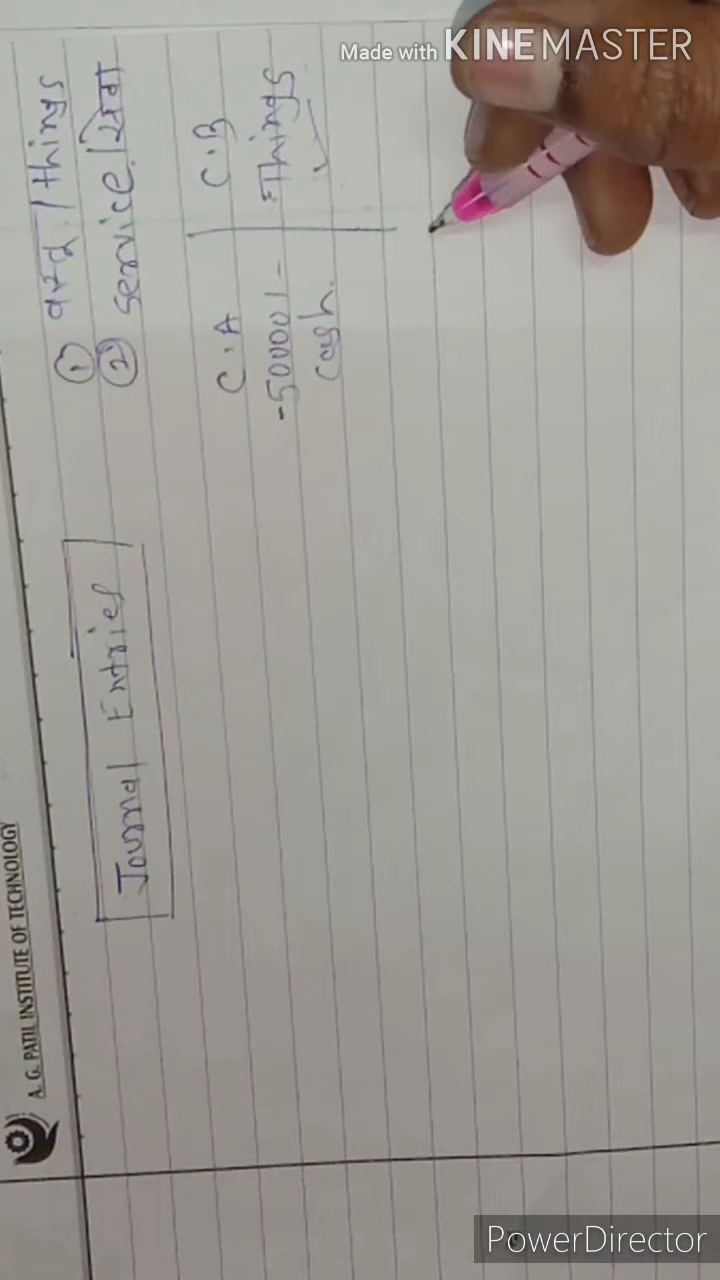 Made with KINEMASTER
A. G. PATIL INSTITUTE OF TECHNOLOGY
Journal Entries
① वस्तु / things
② service / सेवा
C.A C.B
-50000/- Things
Cash.
PowerDirector